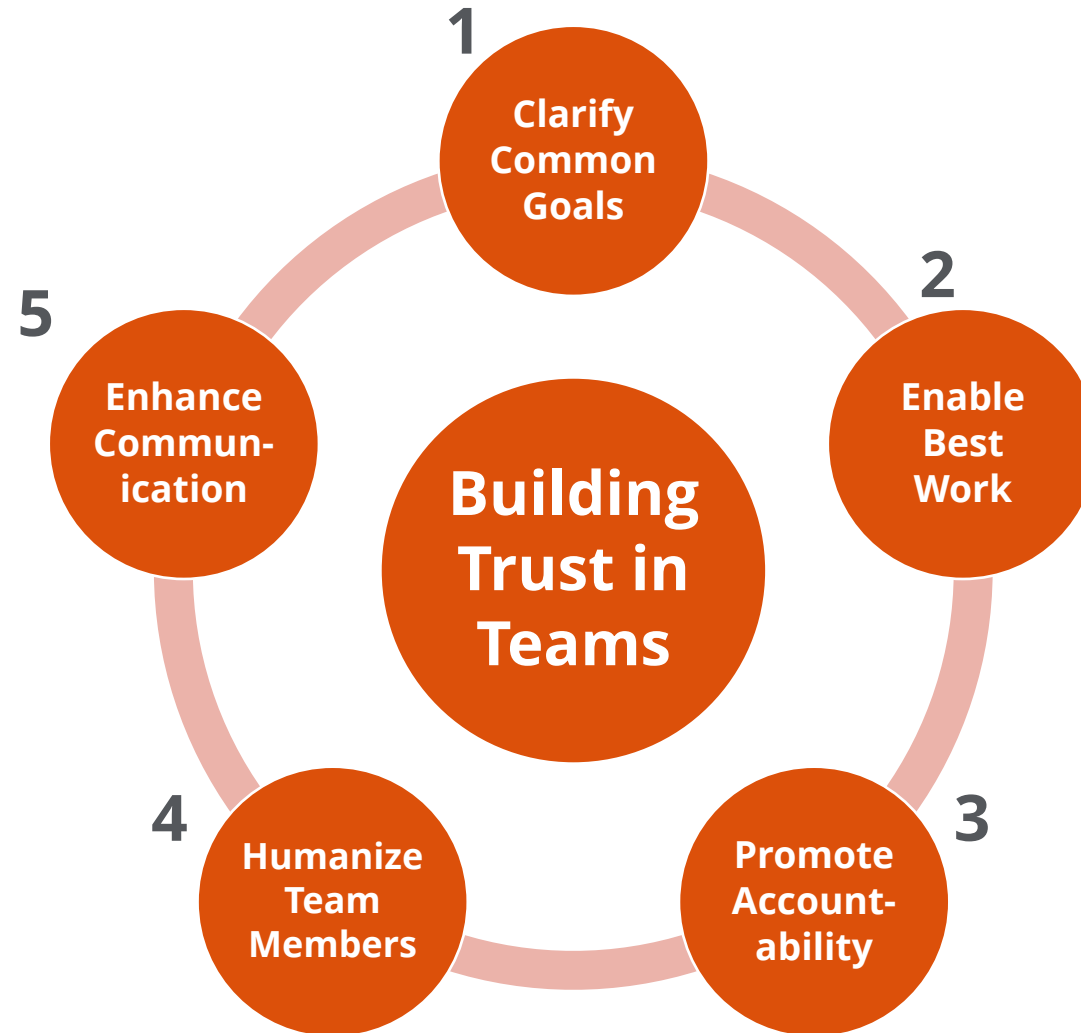 1
Clarify
Common
Goals
2
Enable
Best
Work
3
Promote
Account-
ability
4
Humanize
Team
Members
5
Enhance
Commun-
ication
Building
Trust in
Teams